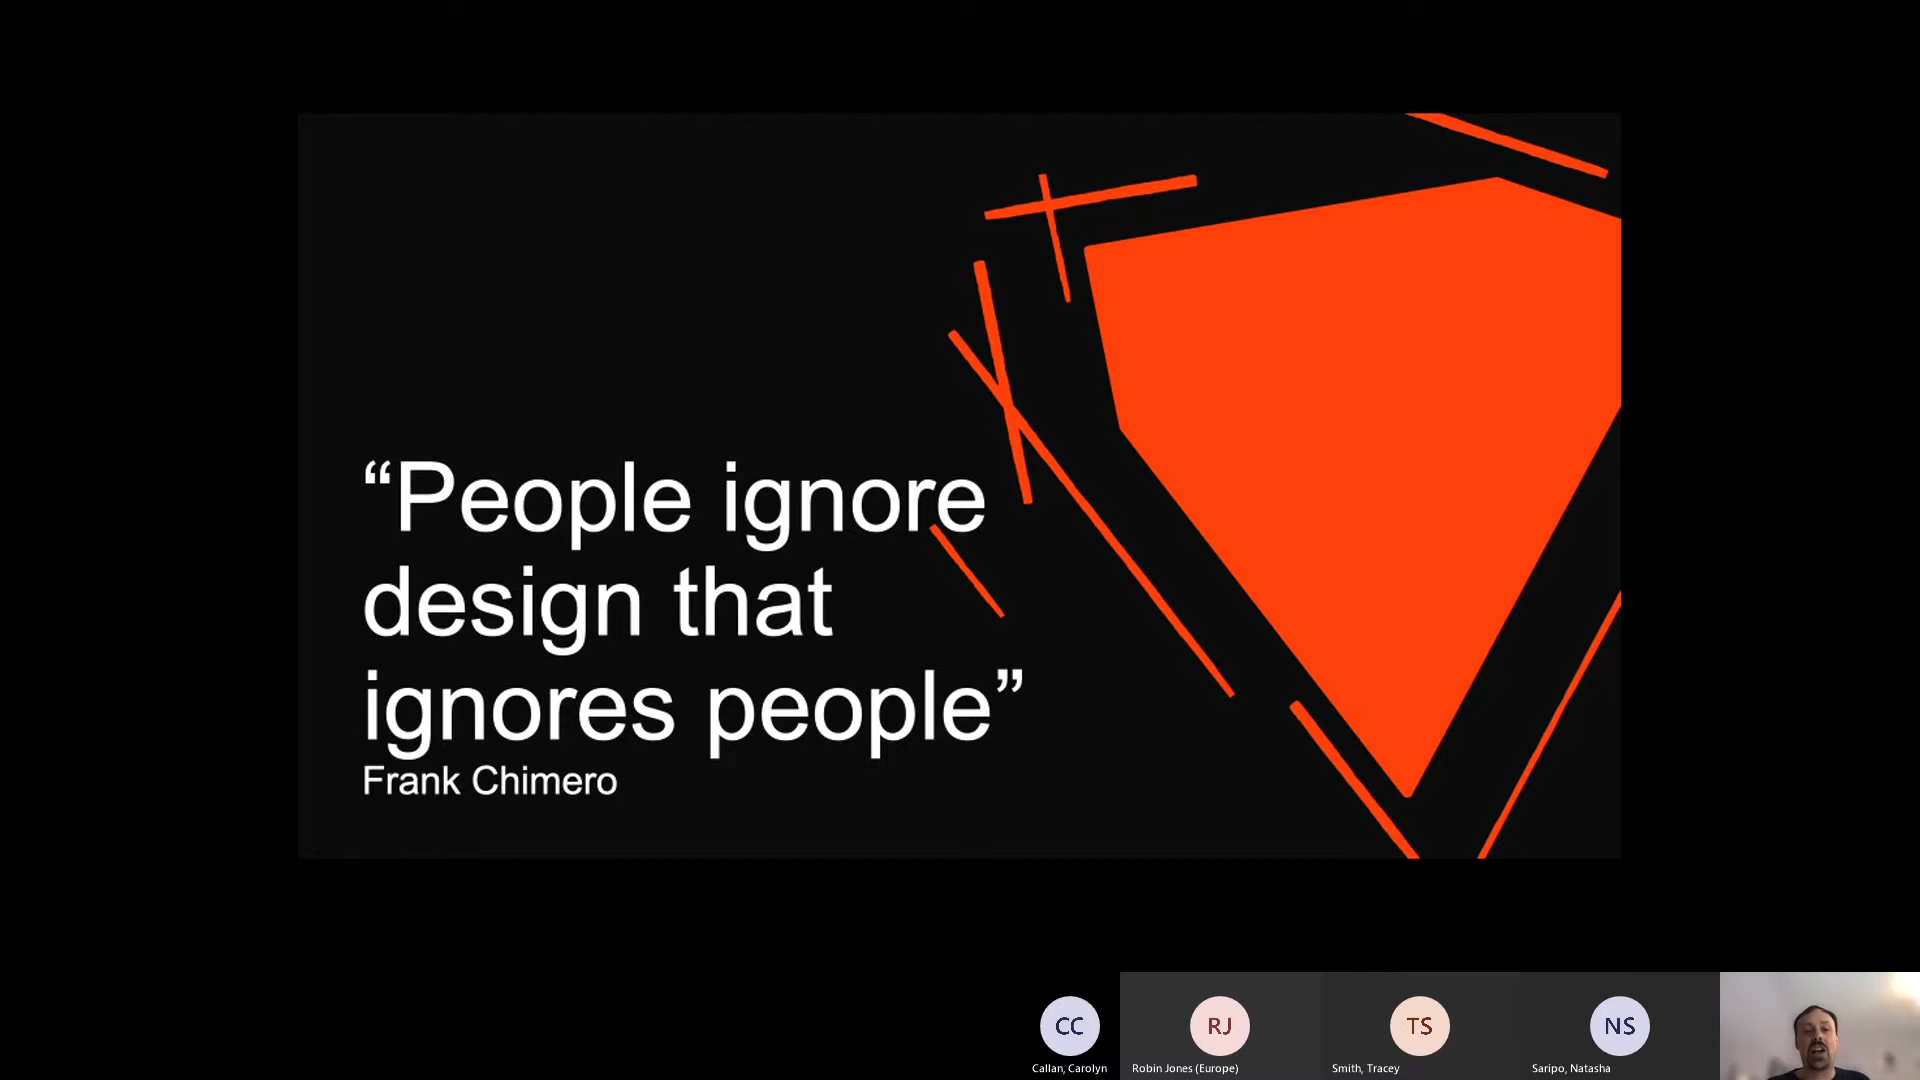 “People ignore
design that
ignores people”
Frank Chimero
CC
RJ
TS
NS
Callan, Carolyn
Robin Jones (Europe)
Smith, Tracey
Saripo, Natasha